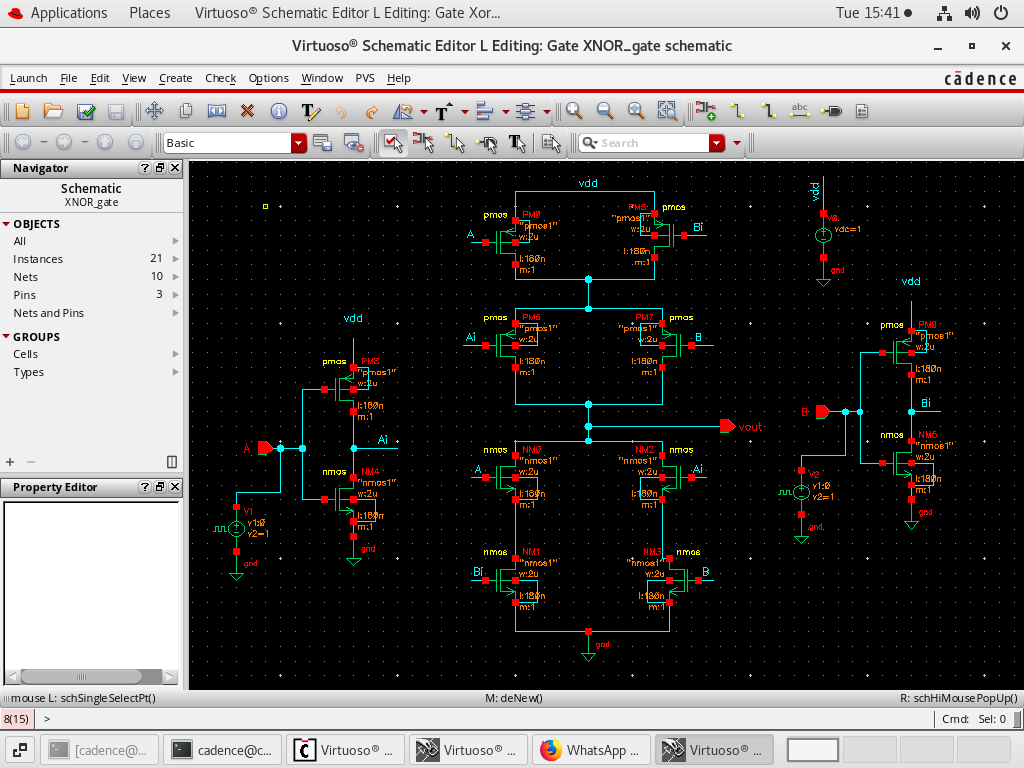 Applications Places Virtuoso® Schematic Editor L Editing: Gate Xor... Tue 15:41
Virtuoso® Schematic Editor L Editing: Gate XNOR_gate schematic
Launch File Edit View Create Check Options Window PVS Help cādence
abc
Basic Search
Navigator
Schematic
XNOR_gate
OBJECTS
All
Instances 21
Nets 10
Pins 3
Nets and Pins
GROUPS
Cells
Types
Property Editor
vdd
pmos PM0
"pmos1"
w:2u
l:180n
m:1
A
PM5 pmos
"pmos1"
w:2u
l:180n
m:1
Bi
pmos PM6
"pmos1"
w:2u
l:180n
m:1
Ai
PM7 pmos
"pmos1"
w:2u
l:180n
m:1
B
vout
nmos NM0
"nmos1"
w:2u
l:180n
m:1
A
NM2 nmos
"nmos1"
w:2u
l:180n
m:1
Ai
nmos NM1
"nmos1"
w:2u
l:180n
m:1
Bi
NM3 nmos
"nmos1"
w:2u
l:180n
m:1
B
gnd
vdd
pmos PM8
"pmos1"
w:2u
l:180n
m:1
A
Ai
nmos NM4
"nmos1"
w:2u
l:180n
m:1
gnd
V1
v1:0
v2=1
gnd
vdd
V0
vdc=1
gnd
vdd
pmos PM9
"pmos1"
w:2u
l:180n
m:1
B
Bi
nmos NM5
"nmos1"
w:2u
l:180n
m:1
gnd
V2
v1:0
v2=1
gnd
mouse L: schSingleSelectPt() M: deNew() R: schHiMousePopUp()
8(15) > Cmd: Sel: 0
[cadence@... cadence@c... Virtuoso® ... Virtuoso® ... WhatsApp ... Virtuoso® ...